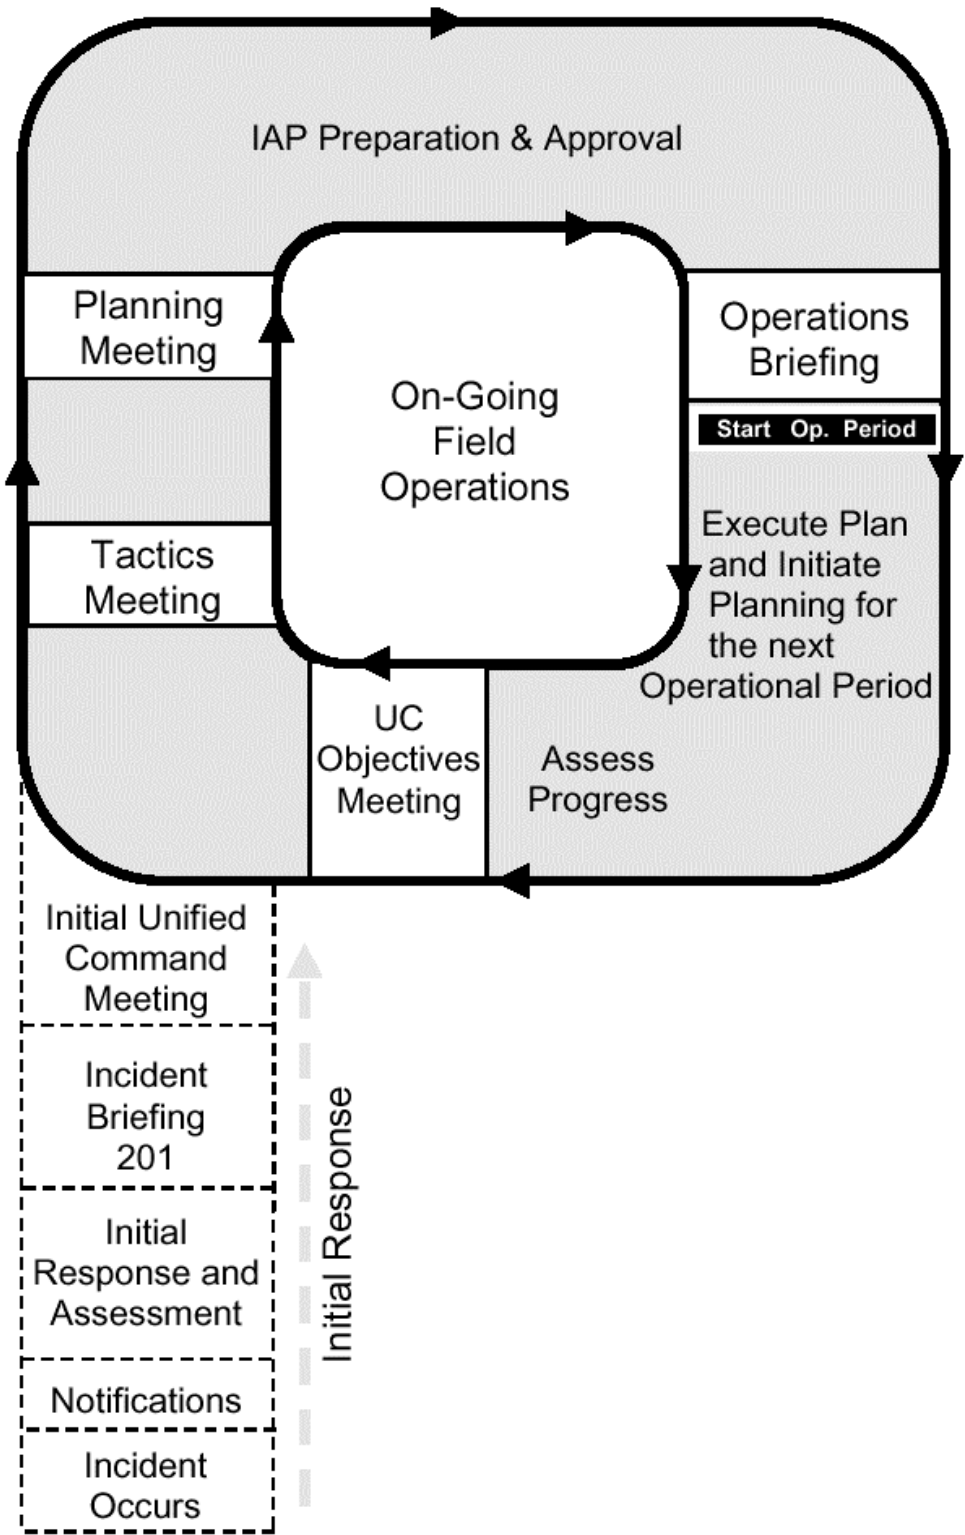 IAP Preparation & Approval
Planning
Meeting
Operations
Briefing
On-Going
Field
Operations
Start Op. Period
Tactics
Meeting
Execute Plan
and Initiate
Planning for
the next
Operational Period
UC
Objectives
Meeting
Assess
Progress
Initial Unified
Command
Meeting
Incident
Briefing
201
Initial
Response and
Assessment
Notifications
Incident
Occurs
Initial Response